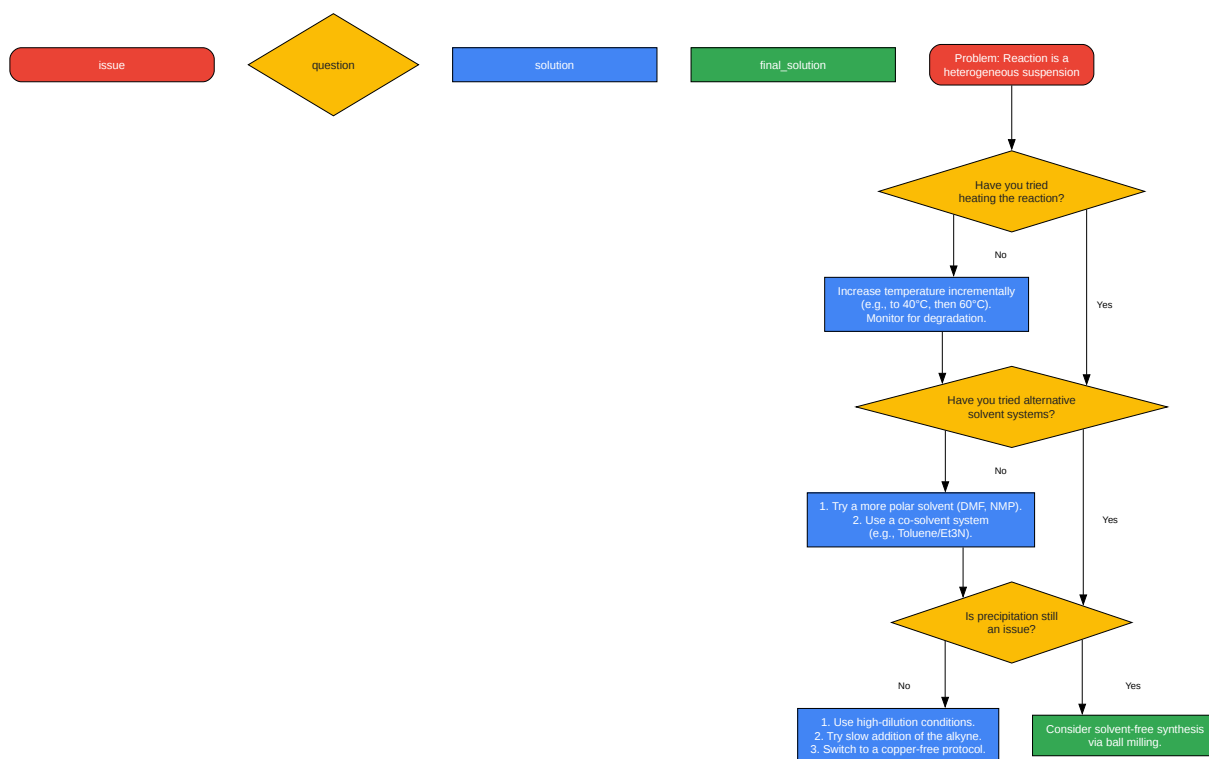 issue
question
solution
final_solution
Problem: Reaction is a
heterogeneous suspension
Have you tried
heating the reaction?
No
Increase temperature incrementally
(e.g., to 40°C, then 60°C).
Monitor for degradation.
Yes
Have you tried alternative
solvent systems?
No
1. Try a more polar solvent (DMF, NMP).
2. Use a co-solvent system
(e.g., Toluene/Et3N).
Yes
Is precipitation still
an issue?
No
Yes
1. Use high-dilution conditions.
2. Try slow addition of the alkyne.
3. Switch to a copper-free protocol.
Consider solvent-free synthesis
via ball milling.